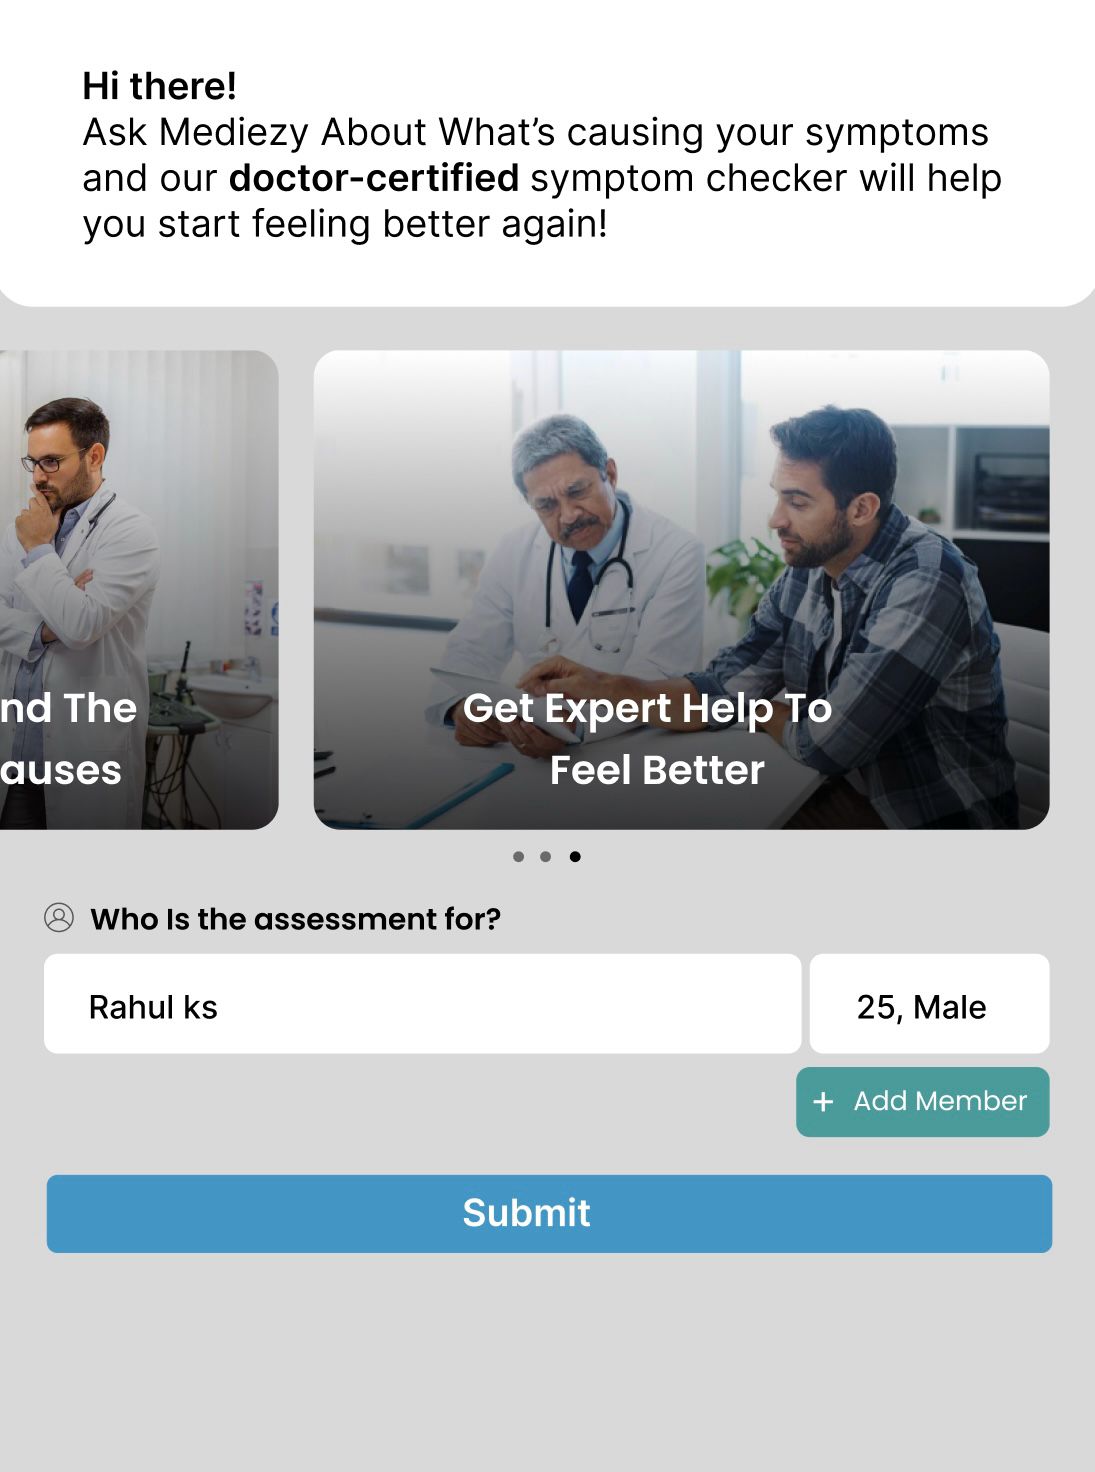 Hi there!
Ask Mediezy About What’s causing your symptoms
and our doctor-certified symptom checker will help
you start feeling better again!
nd The
auses
Get Expert Help To
Feel Better
Who Is the assessment for?
Rahul ks
25, Male
+ Add Member
Submit